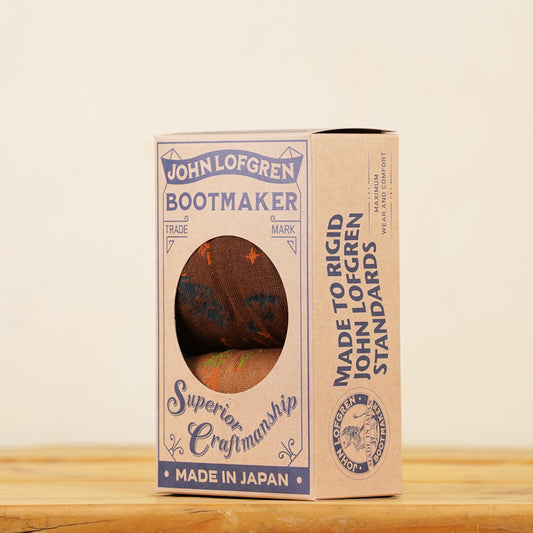 JOHN LOFGREN
BOOTMAKER
TRADE MARK
Superior
Craftmanship
• MADE IN JAPAN •
MAXIMUM
WEAR AND COMFORT
MADE TO RIGID
JOHN LOFGREN
STANDARDS
JOHN LOFGREN
BOOTMAKER